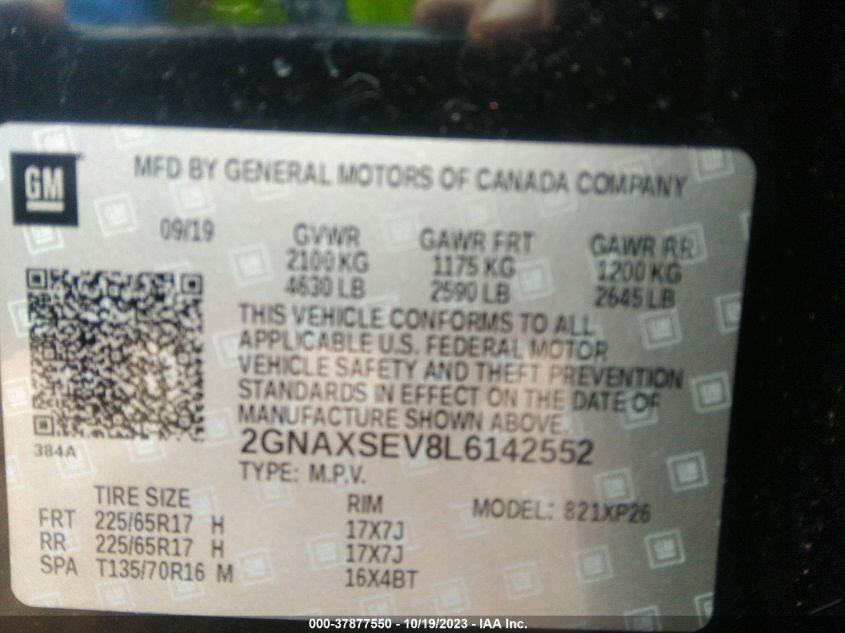 GM
MFD BY GENERAL MOTORS OF CANADA COMPANY
09/19
GVWR GAWR FRT GAWR RR
2100 KG 1175 KG 1200 KG
4630 LB 2590 LB 2645 LB
THIS VEHICLE CONFORMS TO ALL
APPLICABLE U.S. FEDERAL MOTOR
VEHICLE SAFETY AND THEFT PREVENTION
STANDARDS IN EFFECT ON THE DATE OF
MANUFACTURE SHOWN ABOVE.
384A
2GNAXSEV8L6142552
TYPE: M.P.V.
TIRE SIZE RIM MODEL: 821XP26
FRT 225/65R17 H 17X7J
RR 225/65R17 H 17X7J
SPA T135/70R16 M 16X4BT
000-37877550 - 10/19/2023 - IAA Inc.